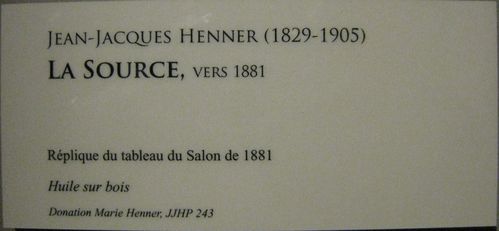 JEAN-JACQUES HENNER (1829-1905)
LA SOURCE, VERS 1881
Réplique du tableau du Salon de 1881
Huile sur bois
Donation Marie Henner, JJHP 243